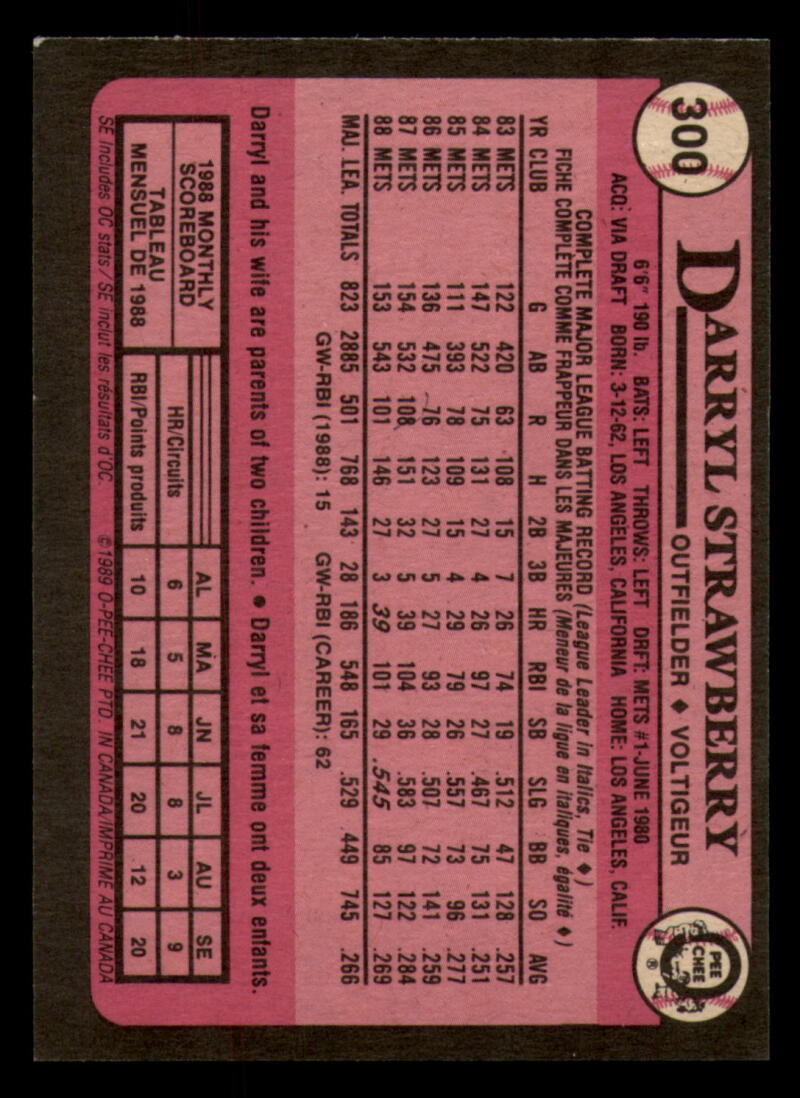 300
DARRYL STRAWBERRY
OUTFIELDER ♦ VOLTIGEUR
O PEE CHEE ®
6'6" 190 lb. BATS: LEFT THROWS: LEFT DRFT: METS #1-JUNE 1980
ACQ: VIA DRAFT BORN: 3-12-62, LOS ANGELES, CALIFORNIA HOME: LOS ANGELES, CALIF.
COMPLETE MAJOR LEAGUE BATTING RECORD (League Leader in Italics, Tie ♦)
FICHE COMPLÈTE COMME FRAPPEUR DANS LES MAJEURES (Meneur de la ligue en italiques, égalité ♦)
YR CLUB G AB R H 2B 3B HR RBI SB SLG BB SO AVG
83 METS 122 420 63 108 15 7 26 74 19 .512 47 128 .257
84 METS 147 522 75 131 27 4 26 97 27 .467 75 131 .251
85 METS 111 393 78 109 15 4 29 79 26 .557 73 96 .277
86 METS 136 475 76 123 27 5 27 93 28 .507 72 141 .259
87 METS 154 532 108 151 32 5 39 104 36 .583 97 122 .284
88 METS 153 543 101 146 27 3 39 101 29 .545 85 127 .269
MAJ. LEA. TOTALS 823 2885 501 768 143 28 186 548 165 .529 449 745 .266
GW-RBI (1988): 15 GW-RBI (CAREER): 62
Darryl and his wife are parents of two children. • Darryl et sa femme ont deux enfants.
1988 MONTHLY SCOREBOARD
TABLEAU MENSUEL DE 1988
AL MA JN JL AU SE
HR/Circuits 6 5 8 8 3 9
RBI/Points produits 10 18 21 20 12 20
SE Includes OC stats / SE inclut les résultats d'OC. ©1989 O-PEE-CHEE PTD. IN CANADA/IMPRIMÉ AU CANADA